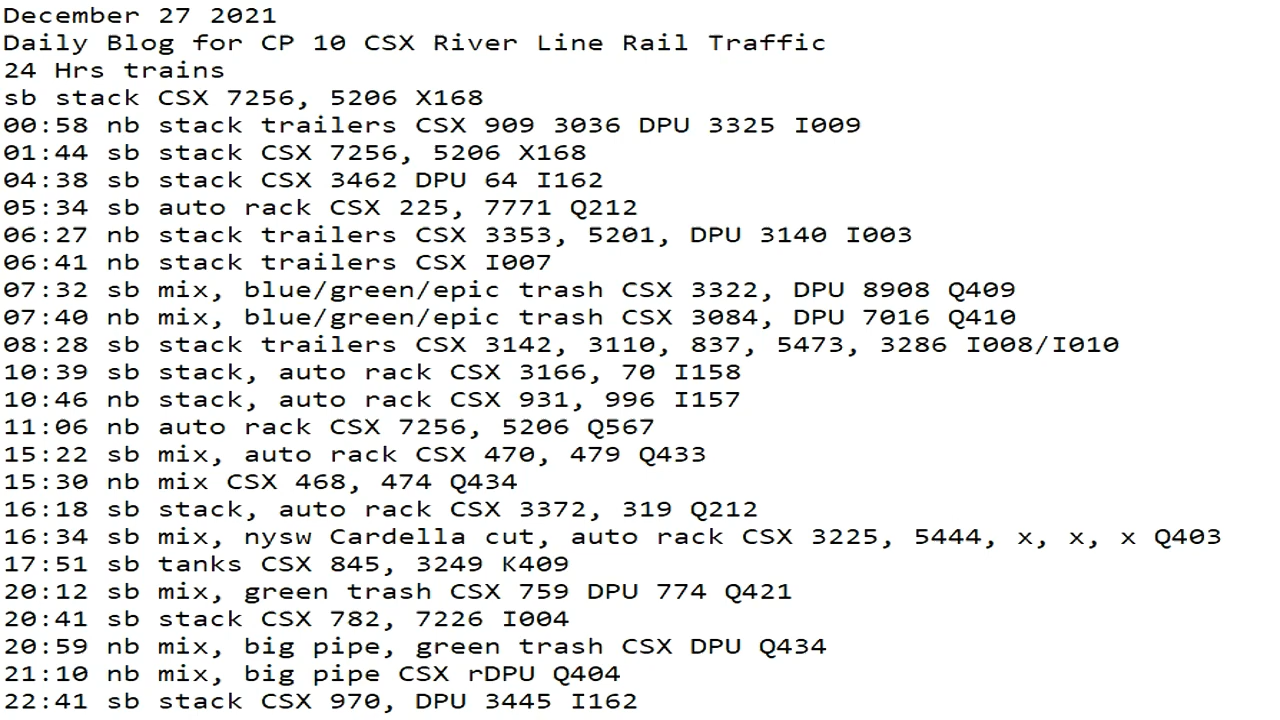 December 27 2021
Daily Blog for CP 10 CSX River Line Rail Traffic
24 Hrs trains
sb stack CSX 7256, 5206 X168
00:58 nb stack trailers CSX 909 3036 DPU 3325 I009
01:44 sb stack CSX 7256, 5206 X168
04:38 sb stack CSX 3462 DPU 64 I162
05:34 sb auto rack CSX 225, 7771 Q212
06:27 nb stack trailers CSX 3353, 5201, DPU 3140 I003
06:41 nb stack trailers CSX I007
07:32 sb mix, blue/green/epic trash CSX 3322, DPU 8908 Q409
07:40 nb mix, blue/green/epic trash CSX 3084, DPU 7016 Q410
08:28 sb stack trailers CSX 3142, 3110, 837, 5473, 3286 I008/I010
10:39 sb stack, auto rack CSX 3166, 70 I158
10:46 nb stack, auto rack CSX 931, 996 I157
11:06 nb auto rack CSX 7256, 5206 Q567
15:22 sb mix, auto rack CSX 470, 479 Q433
15:30 nb mix CSX 468, 474 Q434
16:18 sb stack, auto rack CSX 3372, 319 Q212
16:34 sb mix, nysw Cardella cut, auto rack CSX 3225, 5444, x, x, x Q403
17:51 sb tanks CSX 845, 3249 K409
20:12 sb mix, green trash CSX 759 DPU 774 Q421
20:41 sb stack CSX 782, 7226 I004
20:59 nb mix, big pipe, green trash CSX DPU Q434
21:10 nb mix, big pipe CSX rDPU Q404
22:41 sb stack CSX 970, DPU 3445 I162